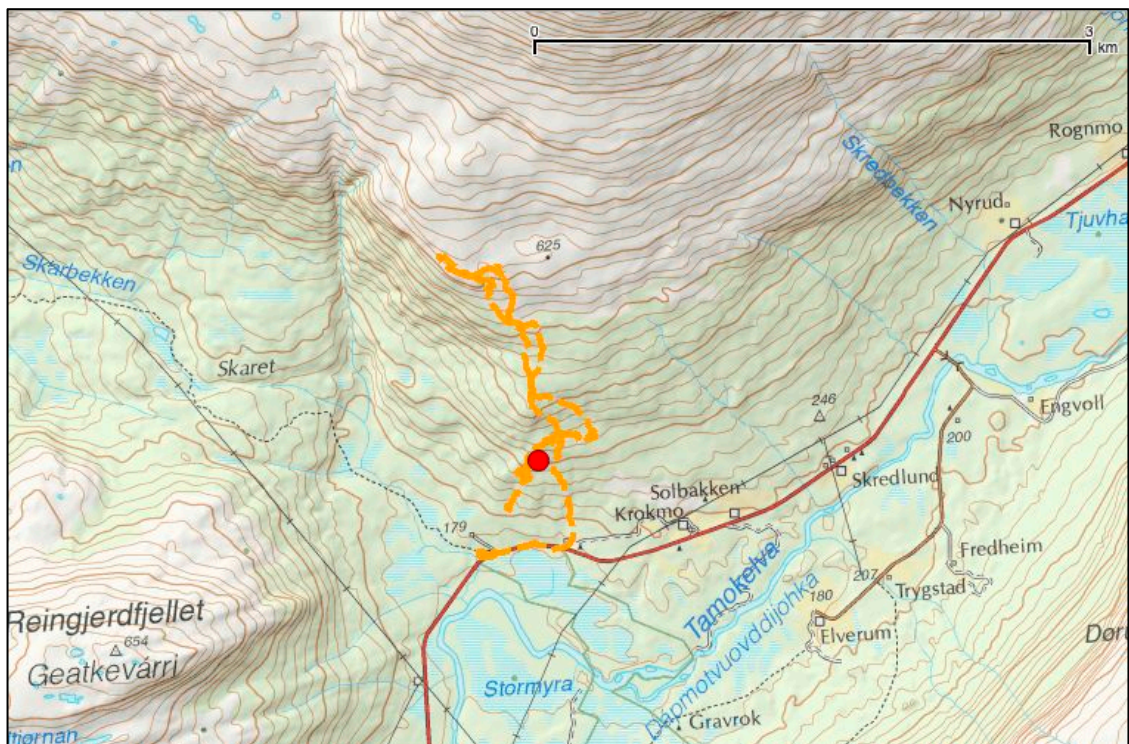 0
3
km
Rognmo
Skredbekken
Nyrud
Tjuvha
625
Skarbekken
Skaret
246
Engvoll
200
Skredlund
Solbakken
Krokmo
179
Fredheim
207
Trygstad
180
Elverum
Tamokelva
Dápmotvuovddijohka
Reingjerdfjellet
654
Geatkevárri
Stormyra
Gravrok
tjørnan